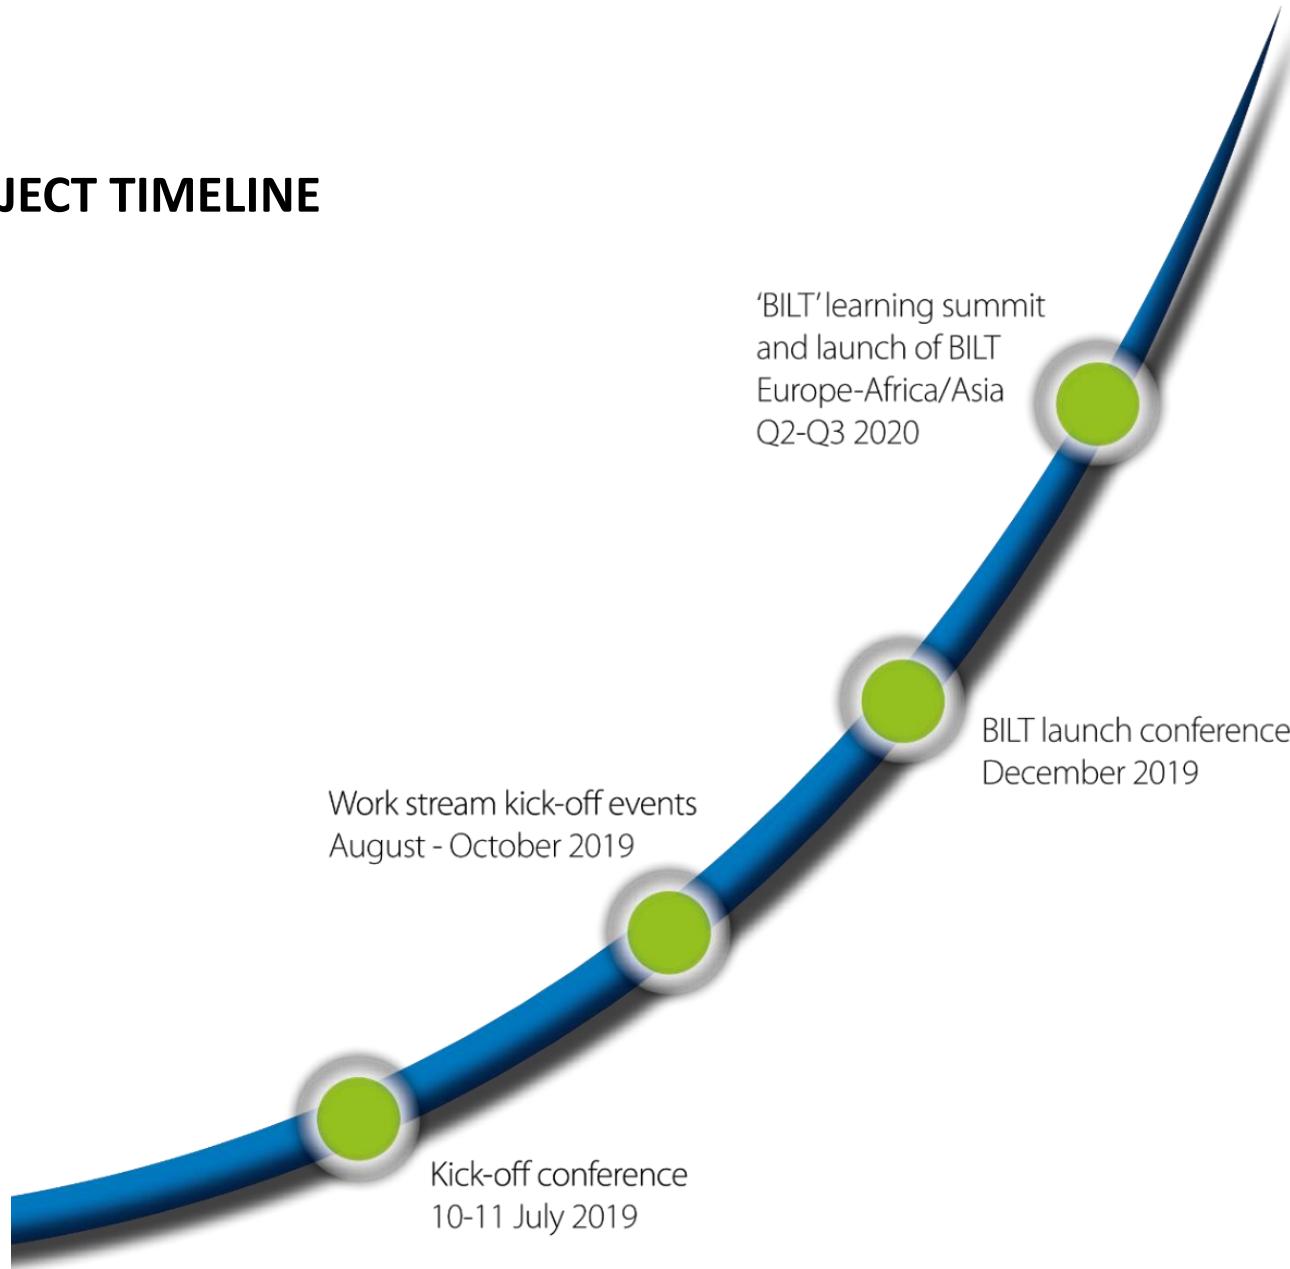 JECT TIMELINE
‘BILT’ learning summit
and launch of BILT
Europe-Africa/Asia
Q2-Q3 2020
BILT launch conference
December 2019
Work stream kick-off events
August - October 2019
Kick-off conference
10-11 July 2019